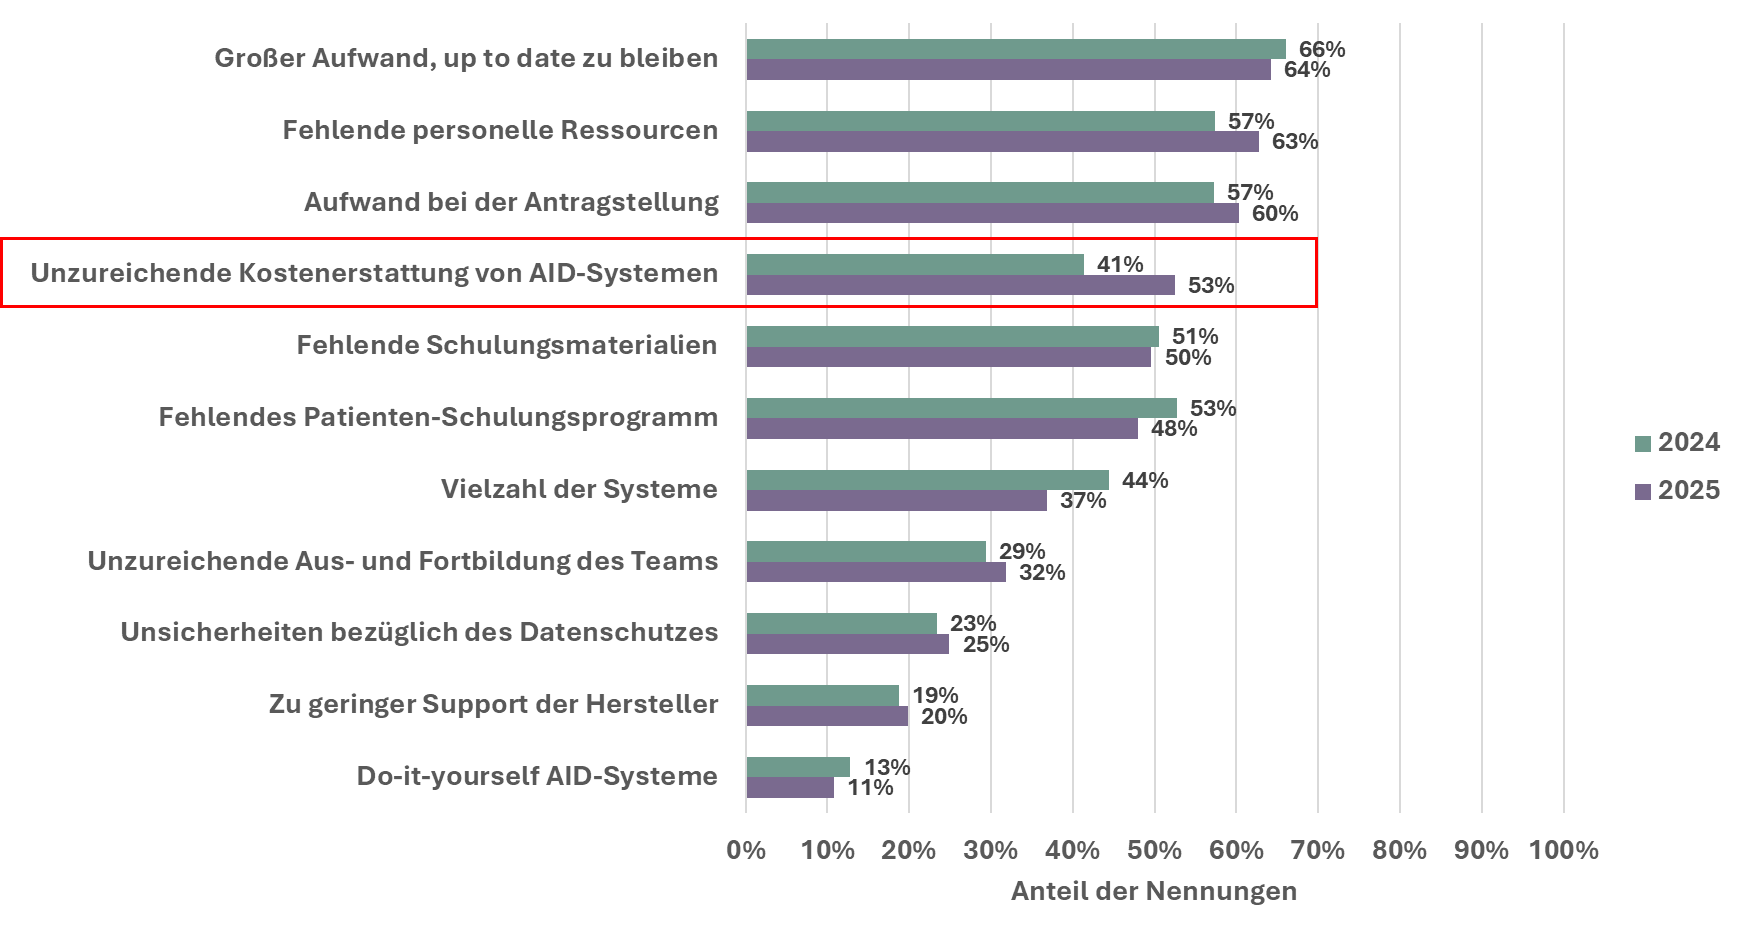 Großer Aufwand, up to date zu bleiben
66%
64%
Fehlende personelle Ressourcen
57%
63%
Aufwand bei der Antragstellung
57%
60%
Unzureichende Kostenerstattung von AID-Systemen
41%
53%
Fehlende Schulungsmaterialien
51%
50%
Fehlendes Patienten-Schulungsprogramm
53%
48%
Vielzahl der Systeme
44%
37%
Unzureichende Aus- und Fortbildung des Teams
29%
32%
Unsicherheiten bezüglich des Datenschutzes
23%
25%
Zu geringer Support der Hersteller
19%
20%
Do-it-yourself AID-Systeme
13%
11%
0% 10% 20% 30% 40% 50% 60% 70% 80% 90% 100%
Anteil der Nennungen
2024
2025